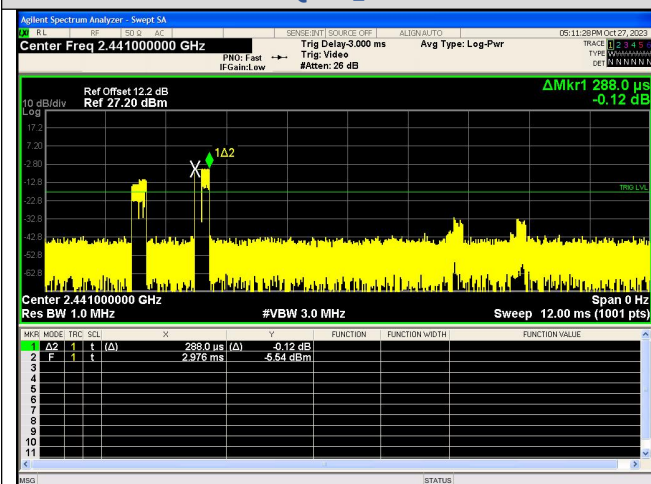 Agilent Spectrum Analyzer - Swept SA
RL RF 50 Ω AC SENSE:INT SOURCE OFF ALIGN AUTO 05:11:28PM Oct 27, 2023
Center Freq 2.441000000 GHz Trig Delay-3.000 ms Avg Type: Log-Pwr TRACE 1 2 3 4 5 6
PNO: Fast Trig: Video TYPE
IFGain:Low #Atten: 26 dB DET N N N N N N
ΔMkr1 288.0 µs
Ref Offset 12.2 dB
10 dB/div Ref 27.20 dBm -0.12 dB
Log
17.2
7.20
1Δ2
-2.80
-12.8
TRIG LVL
-22.8
-32.8
-42.8
-52.8
-62.8
Center 2.441000000 GHz Span 0 Hz
Res BW 1.0 MHz #VBW 3.0 MHz Sweep 12.00 ms (1001 pts)
MKR MODE TRC SCL X Y FUNCTION FUNCTION WIDTH FUNCTION VALUE
1 Δ2 1 t (Δ) 288.0 µs (Δ) -0.12 dB
2 F 1 t 2.976 ms -5.54 dBm
3
4
5
6
7
8
9
10
11
MSG STATUS